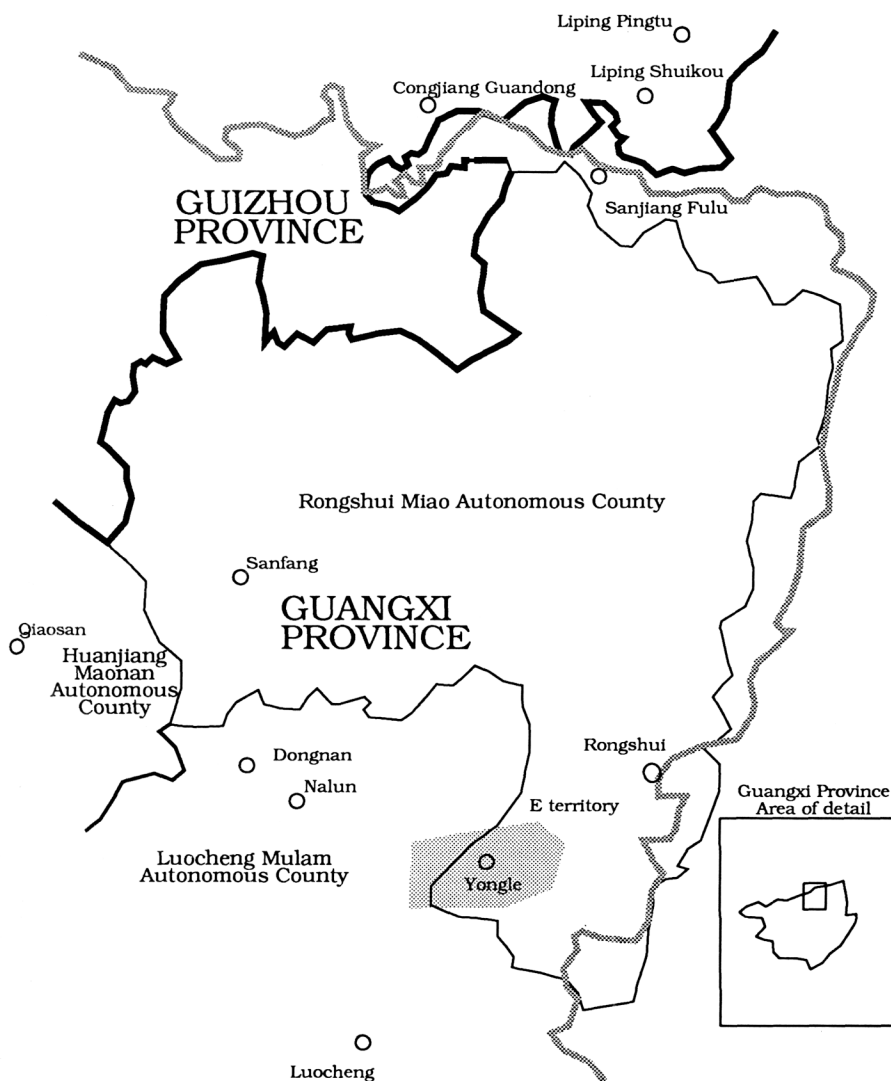 Liping Pingtu
Liping Shuikou
Congjiang Guandong
GUIZHOU
PROVINCE
Sanjiang Fulu
Rongshui Miao Autonomous County
Sanfang
GUANGXI
PROVINCE
Qiaosan
Huanjiang
Maonan
Autonomous
County
Rongshui
Dongnan
Nalun
E territory
Guangxi Province
Area of detail
Luocheng Mulam
Autonomous County
Yongle
Luocheng